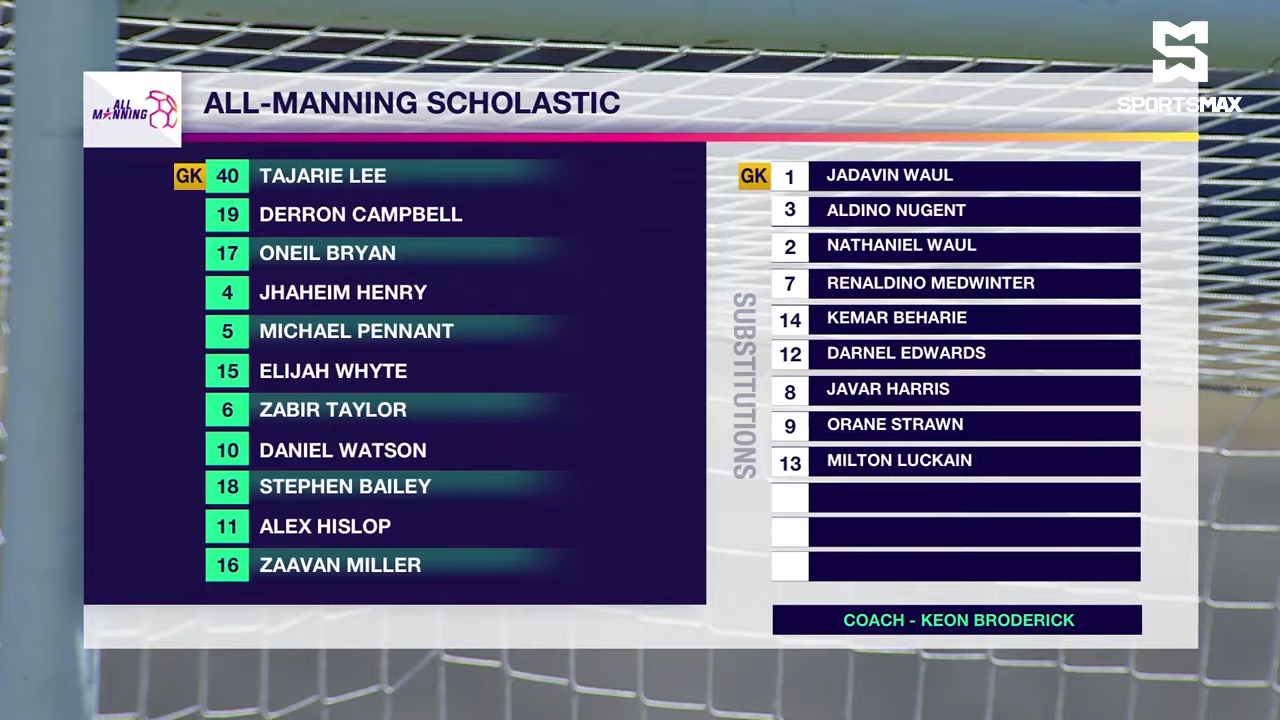 SPORTSMAX
ALL MANNING
ALL-MANNING SCHOLASTIC
GK 40 TAJARIE LEE
19 DERRON CAMPBELL
17 ONEIL BRYAN
4 JHAHEIM HENRY
5 MICHAEL PENNANT
15 ELIJAH WHYTE
6 ZABIR TAYLOR
10 DANIEL WATSON
18 STEPHEN BAILEY
11 ALEX HISLOP
16 ZAAVAN MILLER
SUBSTITUTIONS
GK 1 JADAVIN WAUL
3 ALDINO NUGENT
2 NATHANIEL WAUL
7 RENALDINO MEDWINTER
14 KEMAR BEHARIE
12 DARNEL EDWARDS
8 JAVAR HARRIS
9 ORANE STRAWN
13 MILTON LUCKAIN
COACH - KEON BRODERICK